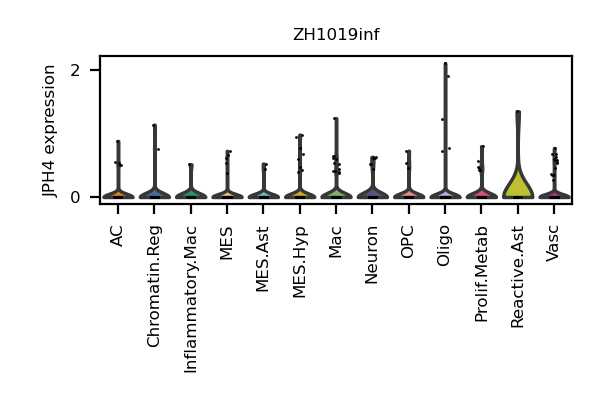 ZH1019inf
JPH4 expression
2
0
AC
Chromatin.Reg
Inflammatory.Mac
MES
MES.Ast
MES.Hyp
Mac
Neuron
OPC
Oligo
Prolif.Metab
Reactive.Ast
Vasc